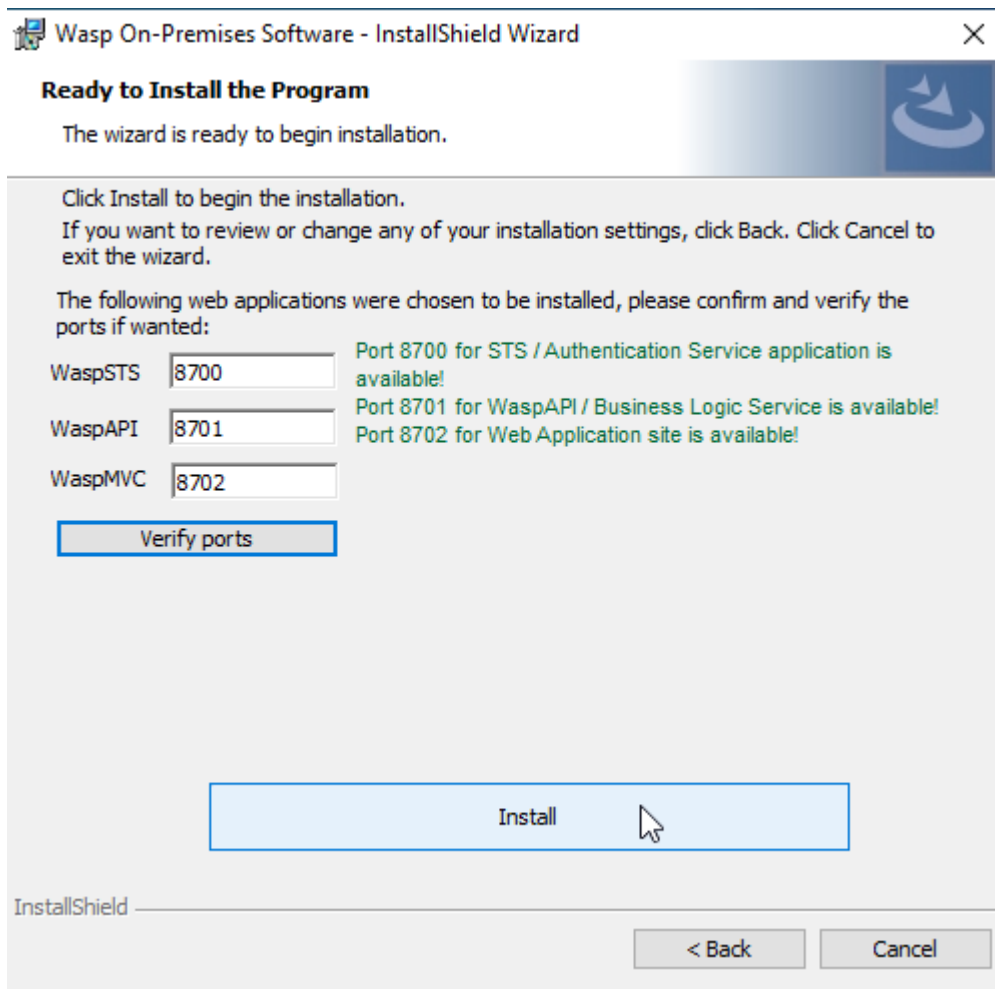 Wasp On-Premises Software - InstallShield Wizard
Ready to Install the Program
The wizard is ready to begin installation.
Click Install to begin the installation.
If you want to review or change any of your installation settings, click Back. Click Cancel to
exit the wizard.
The following web applications were chosen to be installed, please confirm and verify the
ports if wanted:
WaspSTS 8700
Port 8700 for STS / Authentication Service application is
available!
WaspAPI 8701
Port 8701 for WaspAPI / Business Logic Service is available!
Port 8702 for Web Application site is available!
WaspMVC 8702
Verify ports
Install
InstallShield
< Back
Cancel